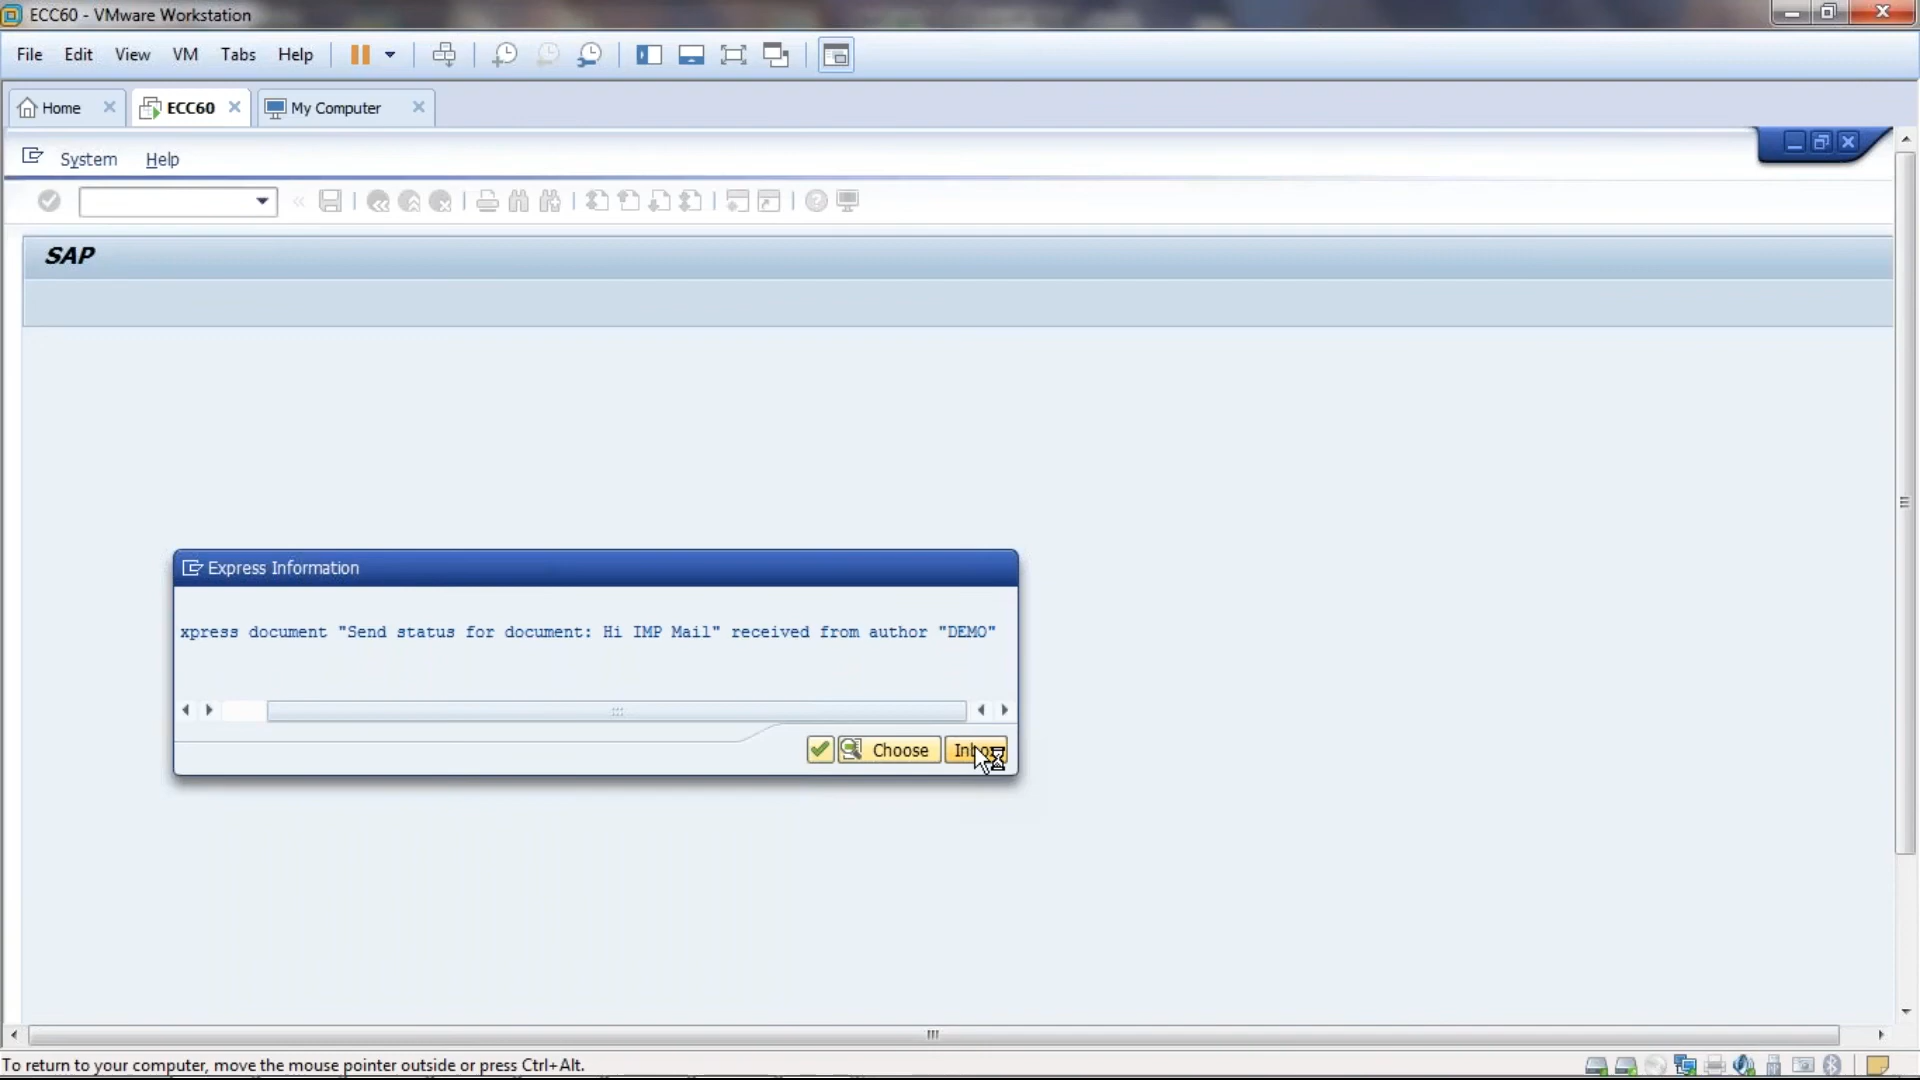 ECC60 - VMware Workstation
File Edit View VM Tabs Help
Home ECC60 My Computer
System Help
SAP
Express Information
xpress document "Send status for document: Hi IMP Mail" received from author "DEMO"
Choose
To return to your computer, move the mouse pointer outside or press Ctrl+Alt.